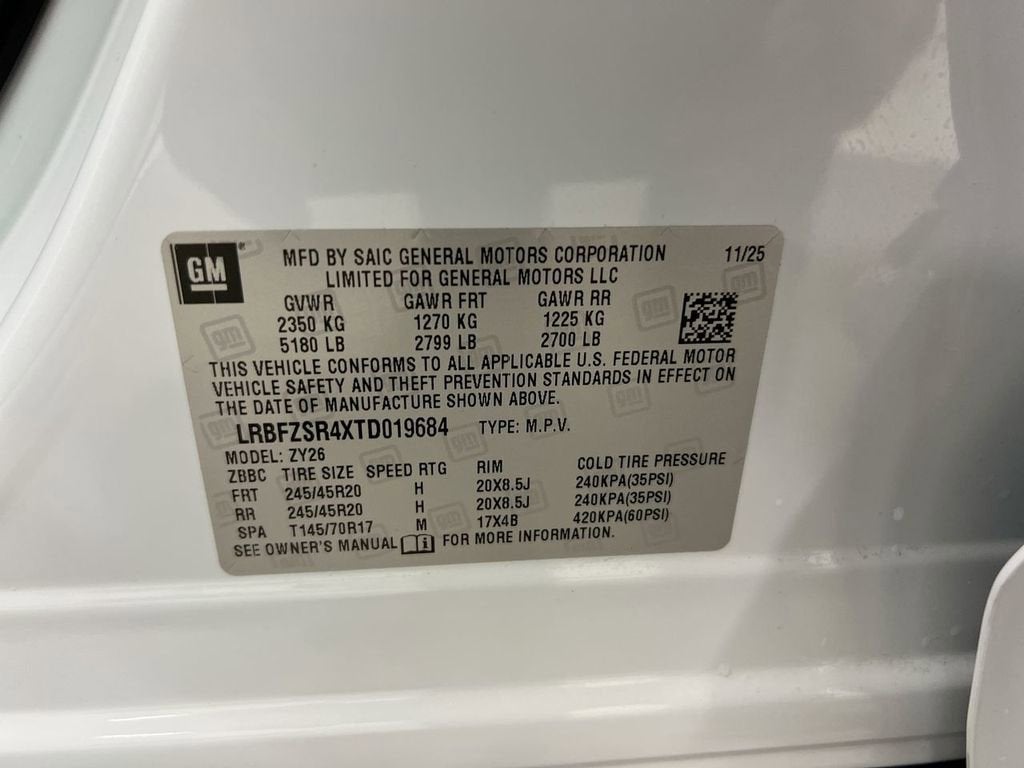 GM
MFD BY SAIC GENERAL MOTORS CORPORATION 11/25
LIMITED FOR GENERAL MOTORS LLC
GVWR GAWR FRT GAWR RR
2350 KG 1270 KG 1225 KG
5180 LB 2799 LB 2700 LB
THIS VEHICLE CONFORMS TO ALL APPLICABLE U.S. FEDERAL MOTOR
VEHICLE SAFETY AND THEFT PREVENTION STANDARDS IN EFFECT ON
THE DATE OF MANUFACTURE SHOWN ABOVE.
LRBFZSR4XTD019684 TYPE: M.P.V.
MODEL: ZY26
ZBBC TIRE SIZE SPEED RTG RIM COLD TIRE PRESSURE
FRT 245/45R20 H 20X8.5J 240KPA(35PSI)
RR 245/45R20 H 20X8.5J 240KPA(35PSI)
SPA T145/70R17 M 17X4B 420KPA(60PSI)
SEE OWNER'S MANUAL FOR MORE INFORMATION.